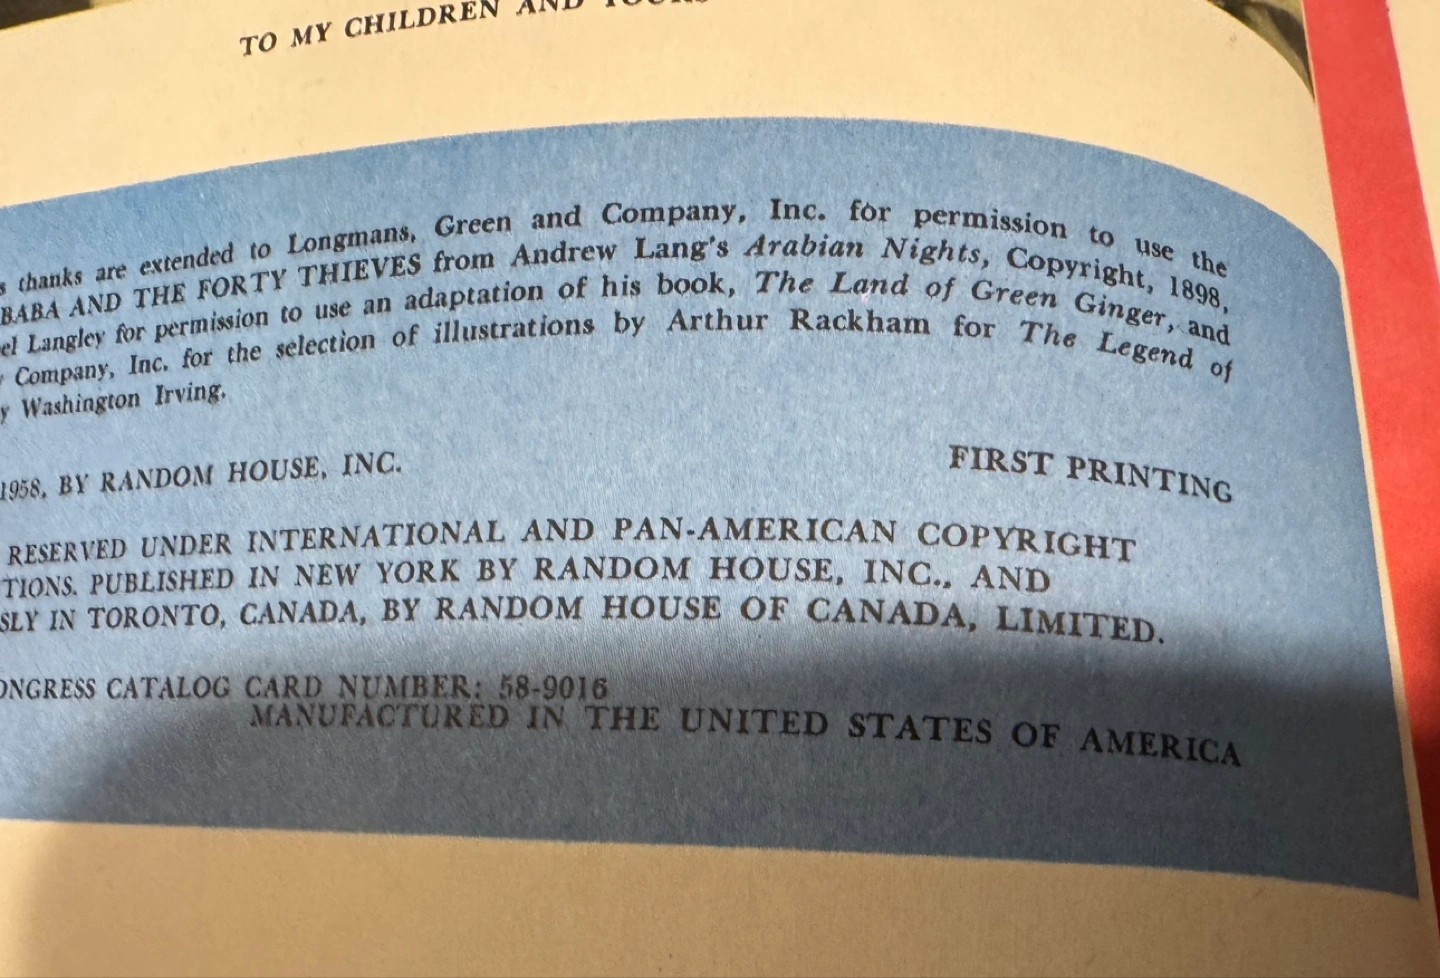 TO MY CHILDREN AND
thanks are extended to Longmans, Green and Company, Inc. for permission to use the
BABA AND THE FORTY THIEVES from Andrew Lang's Arabian Nights, Copyright, 1898,
el Langley for permission to use an adaptation of his book, The Land of Green Ginger, and
Company, Inc. for the selection of illustrations by Arthur Rackham for The Legend of
y Washington Irving.
1958, BY RANDOM HOUSE, INC.
FIRST PRINTING
RESERVED UNDER INTERNATIONAL AND PAN-AMERICAN COPYRIGHT
TIONS. PUBLISHED IN NEW YORK BY RANDOM HOUSE, INC., AND
SLY IN TORONTO, CANADA, BY RANDOM HOUSE OF CANADA, LIMITED.
ONGRESS CATALOG CARD NUMBER: 58-9016
MANUFACTURED IN THE UNITED STATES OF AMERICA